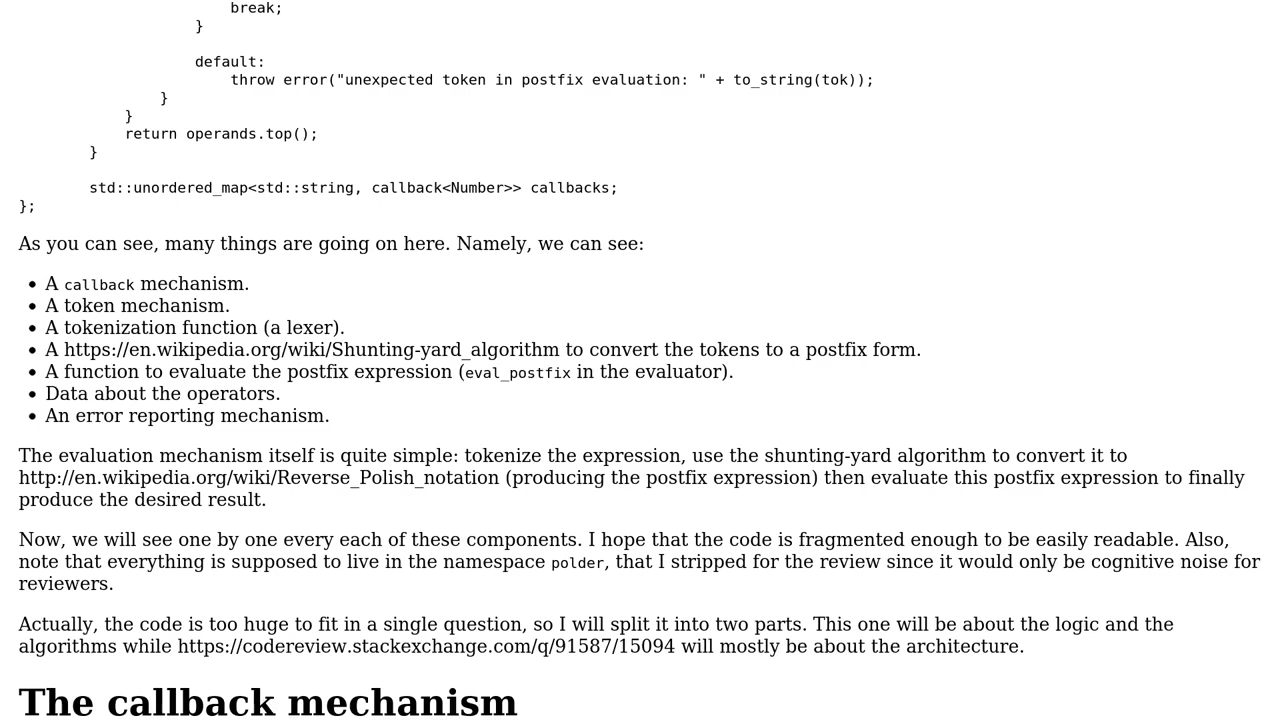 break;
}
default:
throw error("unexpected token in postfix evaluation: " + to_string(tok));
}
}
return operands.top();
}
std::unordered_map<std::string, callback<Number>> callbacks;
};
As you can see, many things are going on here. Namely, we can see:
• A callback mechanism.
• A token mechanism.
• A tokenization function (a lexer).
• A https://en.wikipedia.org/wiki/Shunting-yard_algorithm to convert the tokens to a postfix form.
• A function to evaluate the postfix expression (eval_postfix in the evaluator).
• Data about the operators.
• An error reporting mechanism.
The evaluation mechanism itself is quite simple: tokenize the expression, use the shunting-yard algorithm to convert it to
http://en.wikipedia.org/wiki/Reverse_Polish_notation (producing the postfix expression) then evaluate this postfix expression to finally
produce the desired result.
Now, we will see one by one every each of these components. I hope that the code is fragmented enough to be easily readable. Also,
note that everything is supposed to live in the namespace polder, that I stripped for the review since it would only be cognitive noise for
reviewers.
Actually, the code is too huge to fit in a single question, so I will split it into two parts. This one will be about the logic and the
algorithms while https://codereview.stackexchange.com/q/91587/15094 will mostly be about the architecture.
The callback mechanism